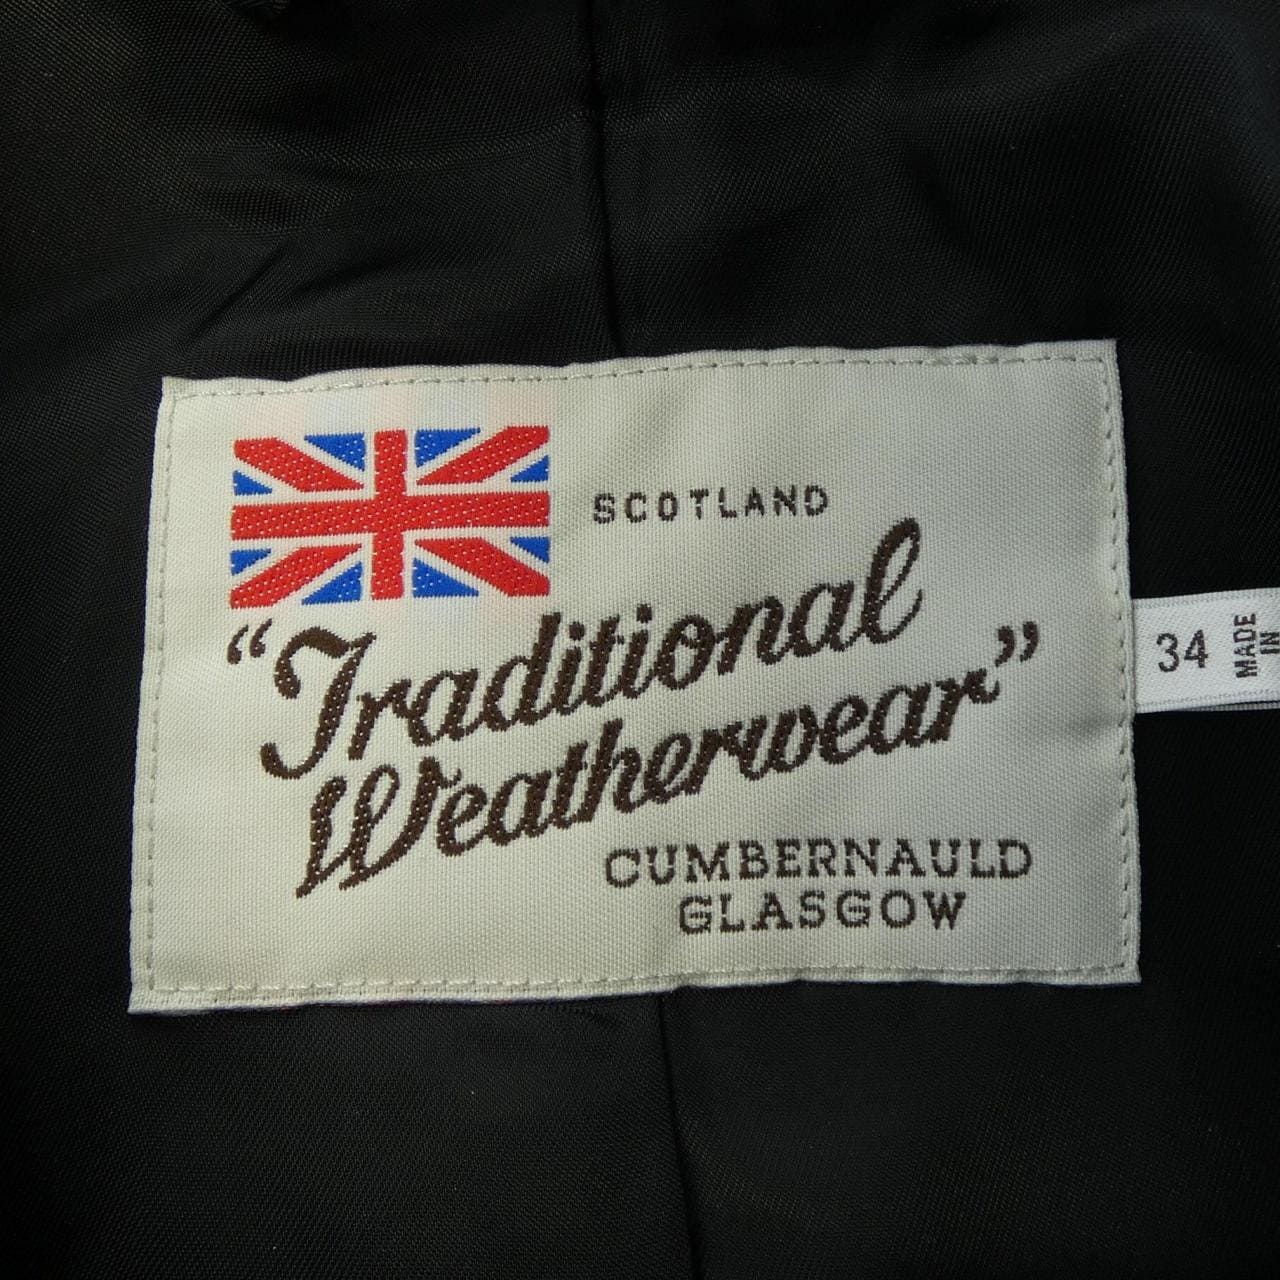 SCOTLAND
“Traditional
Weatherwear”
CUMBERNAULD
GLASGOW
34
MADE
IN